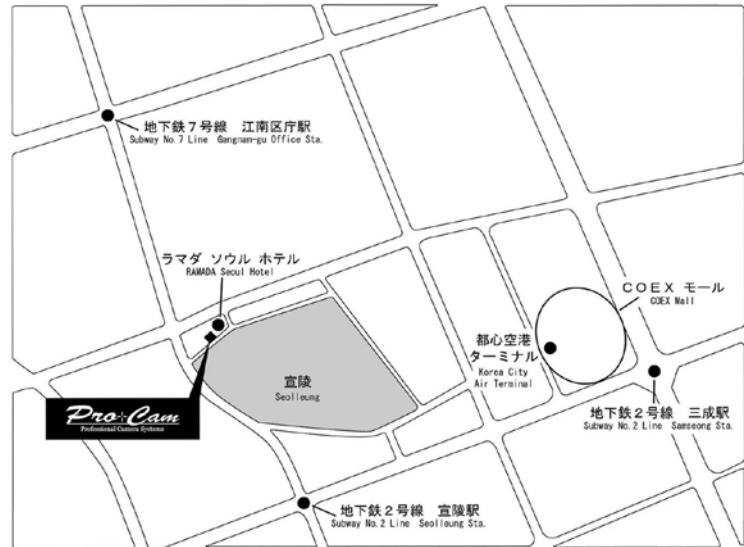 地下鉄７号線　江南区庁駅
Subway No.7 Line Gangnam-gu Office Sta.
ラマダ ソウル ホテル
RAMADA Seoul Hotel
ＣＯＥＸ モール
COEX Mall
都心空港
ターミナル
Korea City
Air Terminal
宣陵
Seolleung
Pro+Cam
Professional Camera Systems
地下鉄２号線　三成駅
Subway No.2 Line Samseong Sta.
地下鉄２号線　宣陵駅
Subway No.2 Line Seolleung Sta.